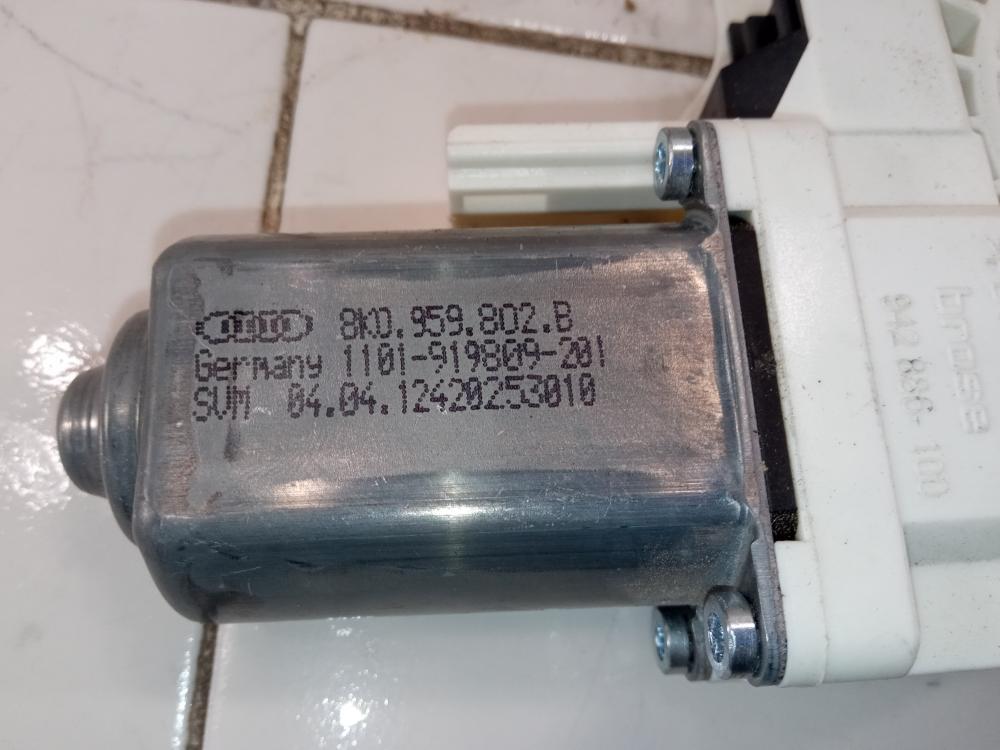 8K0.959.802.B
Germany 1101-919809-201
SVM 04.04.12420253010
brose
942 886-100